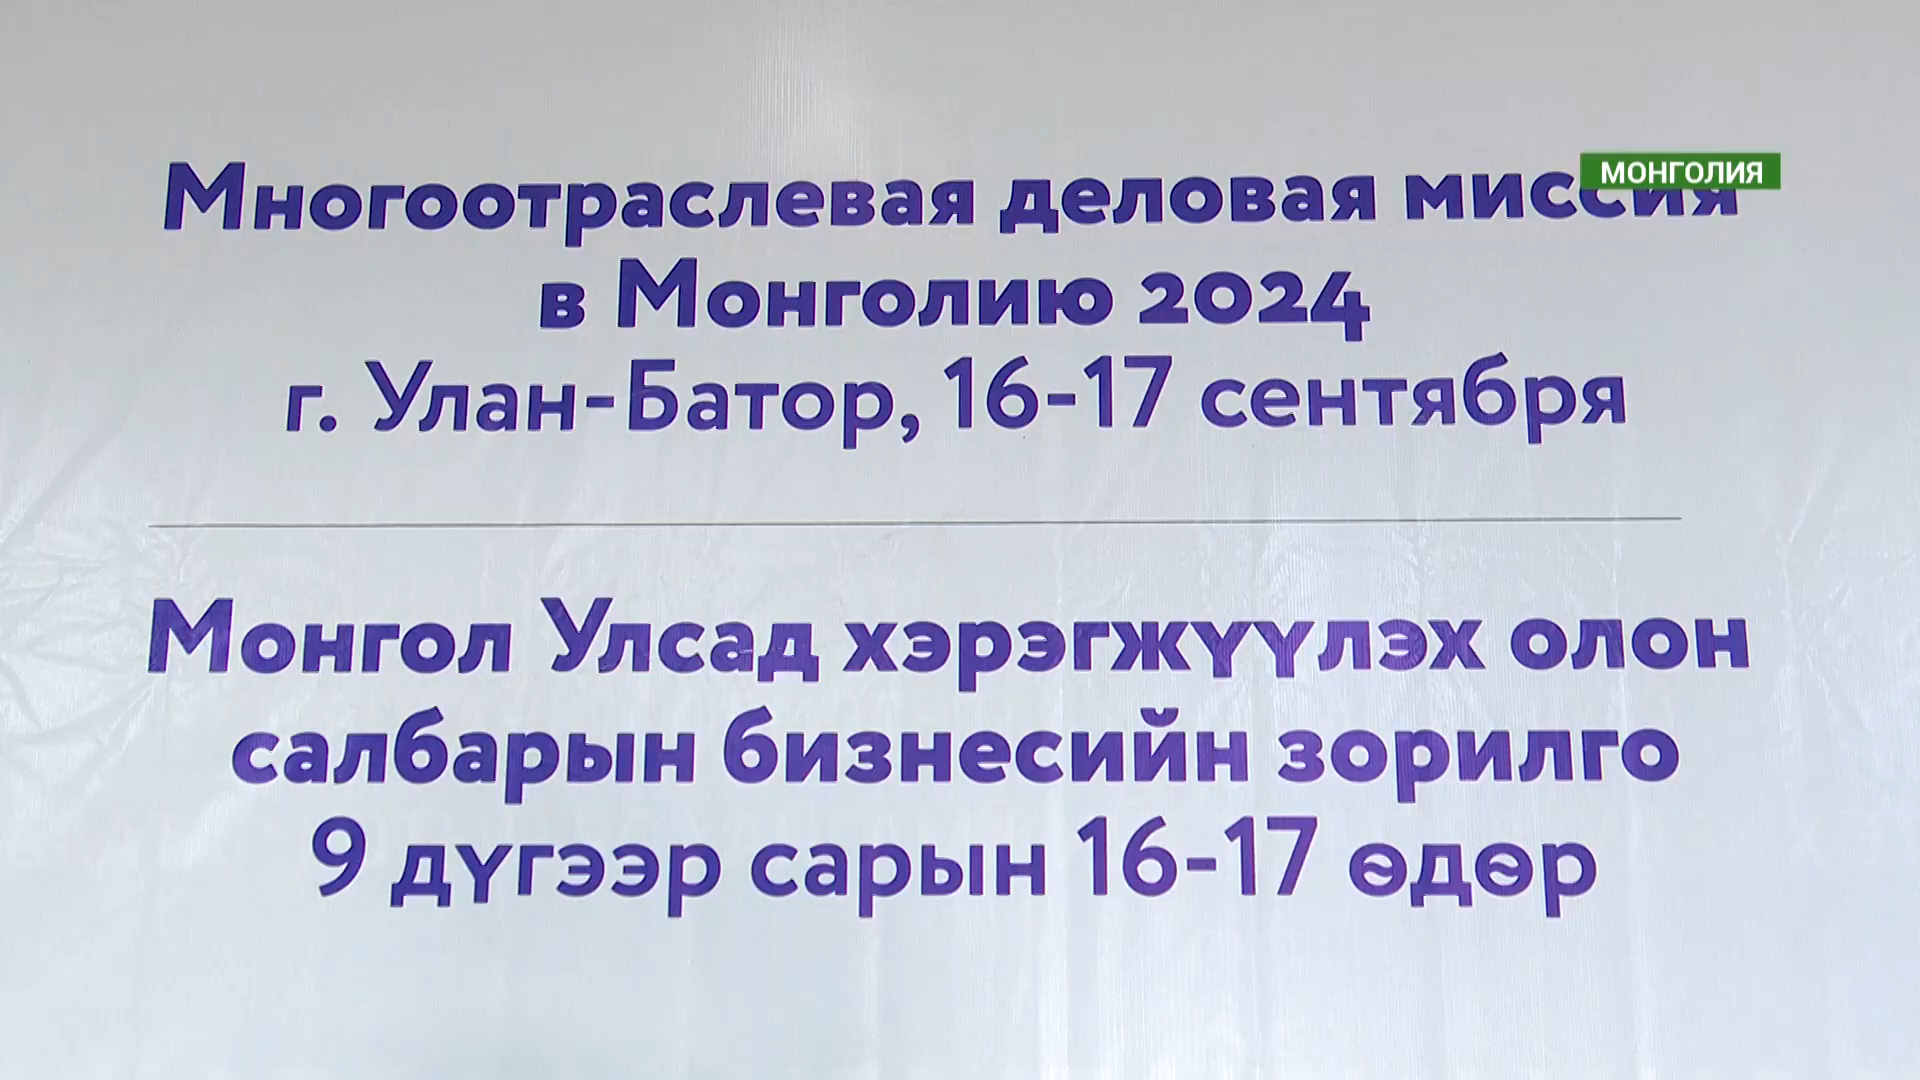 МОНГОЛИЯ
Многоотраслевая деловая миссия
в Монголию 2024
г. Улан-Батор, 16-17 сентября
Монгол Улсад хэрэгжүүлэх олон
салбарын бизнесийн зорилго
9 дүгээр сарын 16-17 өдөр